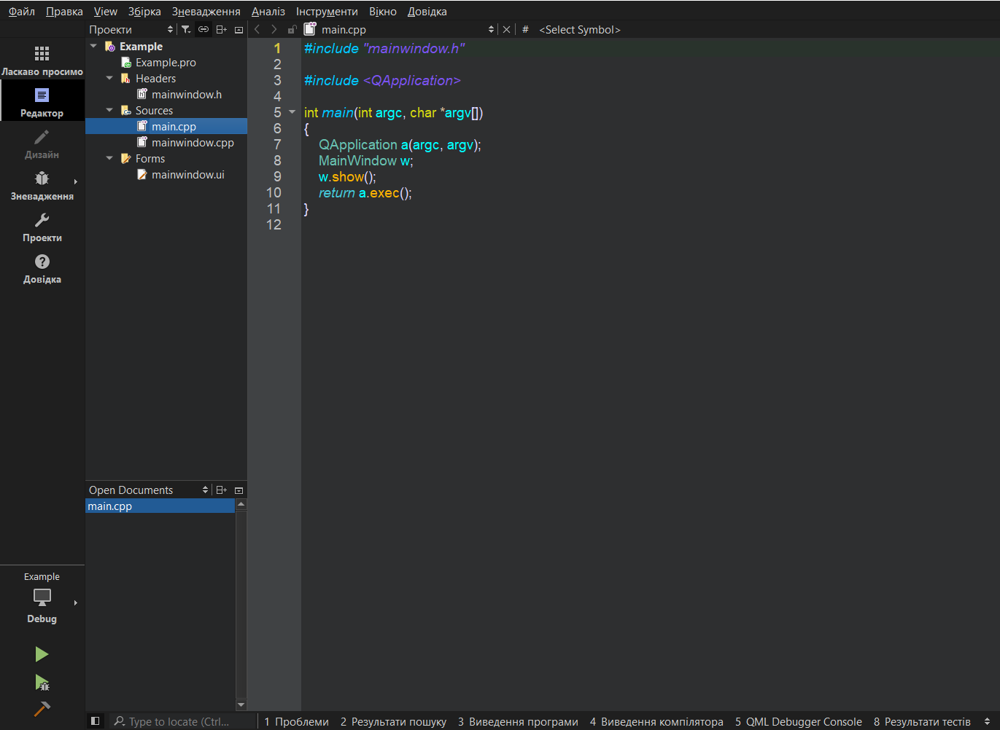 Файл Правка View Збірка Зневадження Аналіз Інструменти Вікно Довідка
Проекти
main.cpp
# <Select Symbol>
Ласкаво просимо
Редактор
Дизайн
Зневадження
Проекти
Довідка
Example
Example.pro
Headers
mainwindow.h
Sources
main.cpp
mainwindow.cpp
Forms
mainwindow.ui
1 #include "mainwindow.h"
2
3 #include <QApplication>
4
5 int main(int argc, char *argv[])
6 {
7 QApplication a(argc, argv);
8 MainWindow w;
9 w.show();
10 return a.exec();
11 }
12
Open Documents
main.cpp
Example
Debug
Type to locate (Ctrl...
1 Проблеми 2 Результати пошуку 3 Виведення програми 4 Виведення компілятора 5 QML Debugger Console 8 Результати тестів